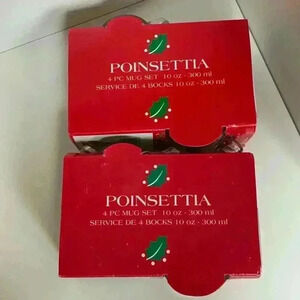 POINSETTIA
4 PC MUG SET 10 oz - 300 ml
SERVICE DE 4 BOCKS 10 oz - 300 ml
POINSETTIA
4 PC MUG SET 10 oz - 300 ml
SERVICE DE 4 BOCKS 10 oz - 300 ml